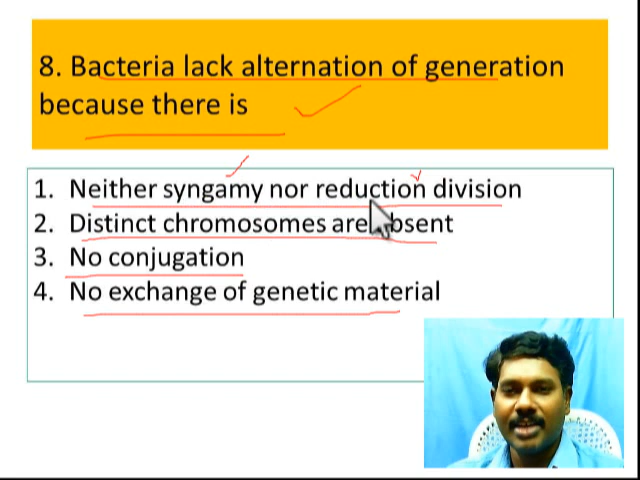 8. Bacteria lack alternation of generation
because there is
1. Neither syngamy nor reduction division
2. Distinct chromosomes are absent
3. No conjugation
4. No exchange of genetic material